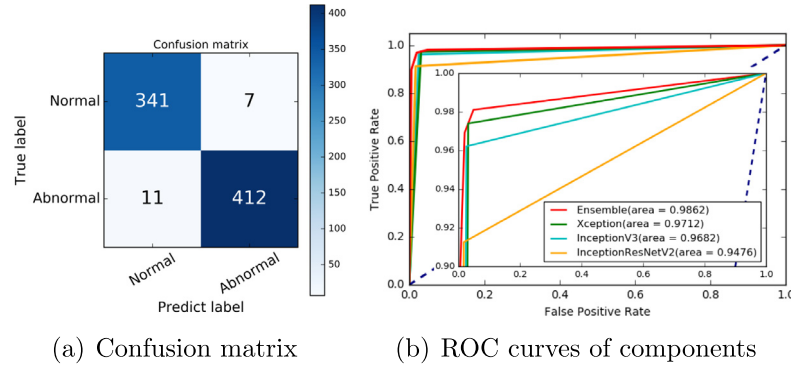 Confusion matrix
Normal
Abnormal
341
7
11
412
True label
Normal
Abnormal
Predict label
400
350
300
250
200
150
100
50
(a) Confusion matrix
1.0
0.8
0.6
0.4
0.2
0.0
True Positive Rate
0.0
0.2
0.4
0.6
0.8
1.0
False Positive Rate
1.00
0.98
0.96
0.94
0.92
0.90
0.0
0.2
0.4
0.6
0.8
1.0
Ensemble(area = 0.9862)
Xception(area = 0.9712)
InceptionV3(area = 0.9682)
InceptionResNetV2(area = 0.9476)
(b) ROC curves of components